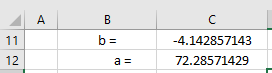 A B C
11 b = -4.142857143
12 a = 72.28571429